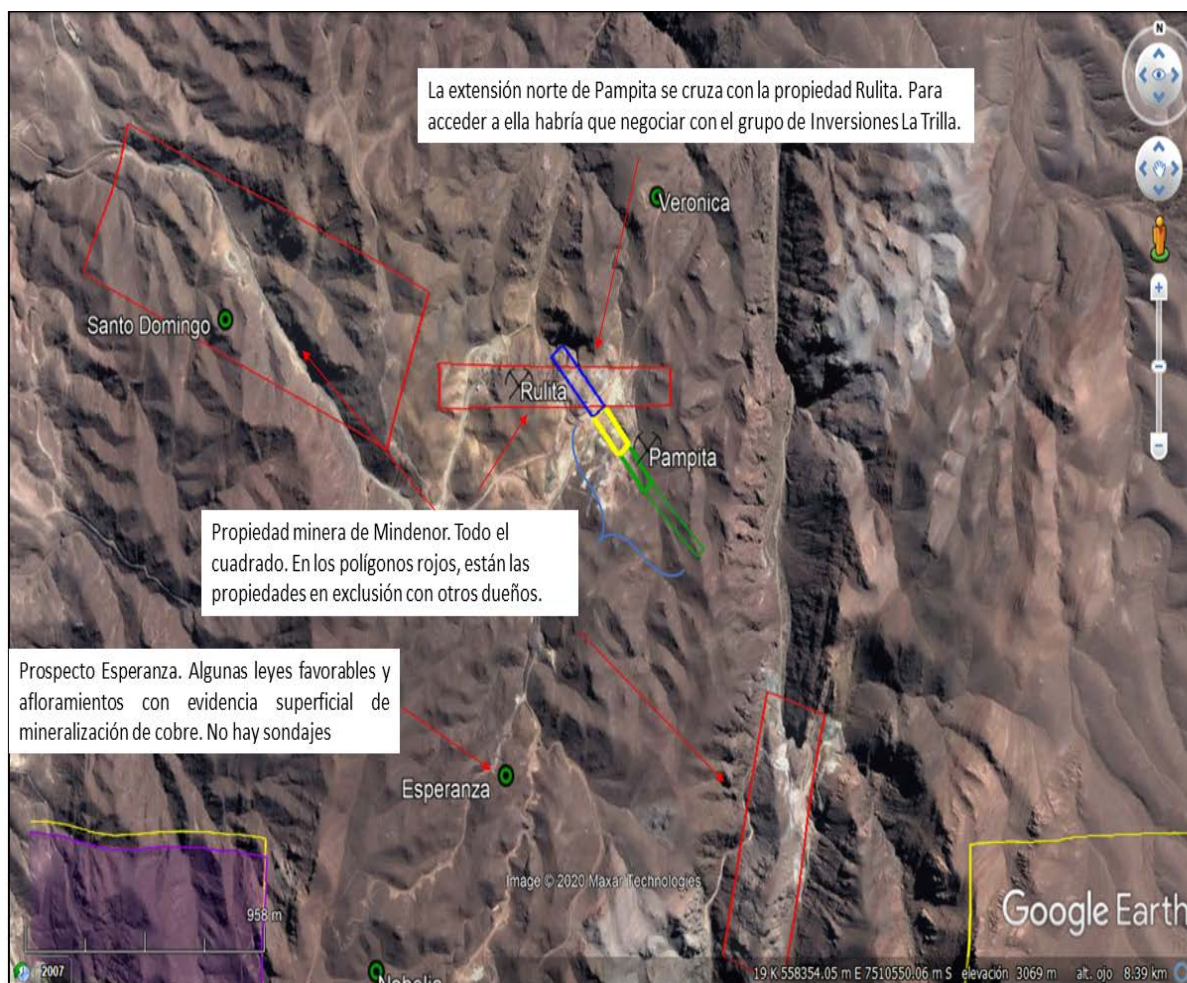 N
La extensión norte de Pampita se cruza con la propiedad Rulita. Para
acceder a ella habría que negociar con el grupo de Inversiones La Trilla.
Veronica
Santo Domingo
Rulita
Pampita
Propiedad minera de Mindenor. Todo el
cuadrado. En los polígonos rojos, están las
propiedades en exclusión con otros dueños.
Prospecto Esperanza. Algunas leyes favorables y
afloramientos con evidencia superficial de
mineralización de cobre. No hay sondajes
Esperanza
Image © 2020 Maxar Technologies
958 m
Google Earth
2007
19 K 558354.05 m E 7510550.06 m S elevación 3069 m alt. ojo 8.39 km